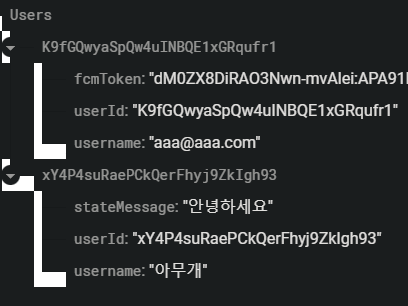 Users
K9fGQwyaSpQw4uINBQE1xGRqufr1
fcmToken: "dM0ZX8DiRAO3Nwn-mvAlei:APA91
userId: "K9fGQwyaSpQw4uINBQE1xGRqufr1"
username: "aaa@aaa.com"
xY4P4suRaePCkQerFhyj9ZkIgh93
stateMessage: "안녕하세요"
userId: "xY4P4suRaePCkQerFhyj9ZkIgh93"
username: "아무개"